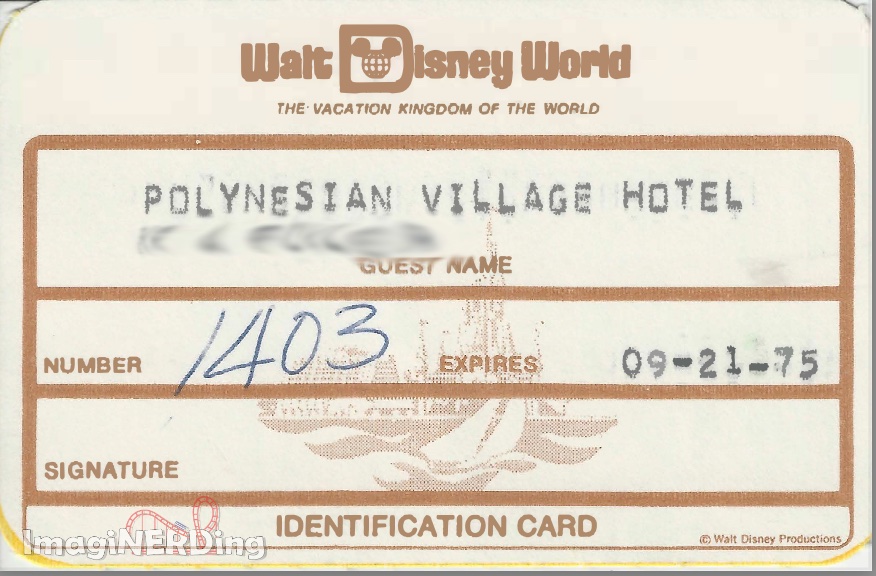 Walt Disney World
THE VACATION KINGDOM OF THE WORLD
POLYNESIAN VILLAGE HOTEL
GUEST NAME
NUMBER 1403 EXPIRES 09-21-75
SIGNATURE
IDENTIFICATION CARD
© Walt Disney Productions
ImagiNERDing